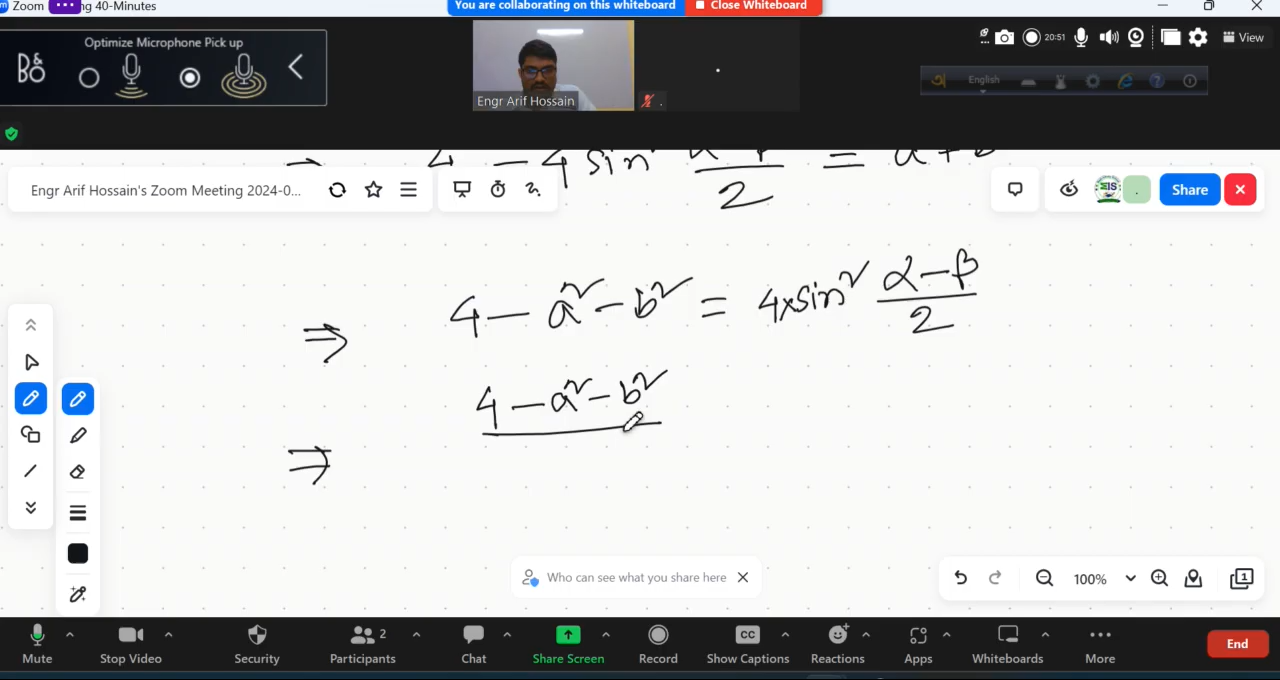 Zoom ng 40-Minutes
You are collaborating on this whiteboard
Close Whiteboard
Optimize Microphone Pick up
B&O
Engr Arif Hossain
20:51
View
English
4 - 4 sin² /2 = a +
Engr Arif Hossain's Zoom Meeting 2024-0...
EIS
Share
⇒ 4 - a² - b² = 4×sin² (α-β)/2
⇒ 4 - a² - b²
Who can see what you share here
100%
1
2
CC
Mute
Stop Video
Security
Participants
Chat
Share Screen
Record
Show Captions
Reactions
Apps
Whiteboards
More
End